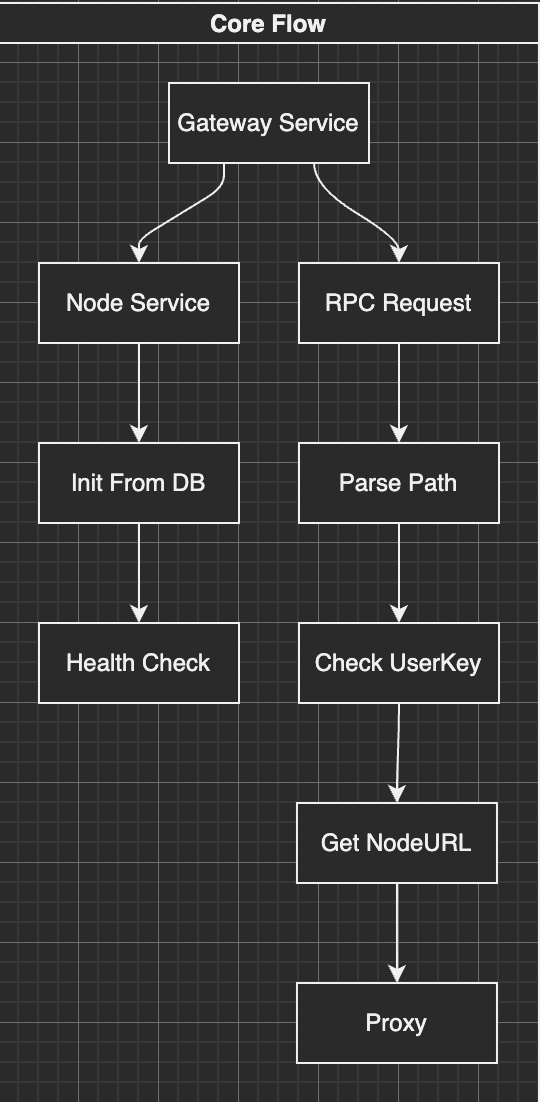 Core Flow
Gateway Service
Node Service
RPC Request
Init From DB
Parse Path
Health Check
Check UserKey
Get NodeURL
Proxy